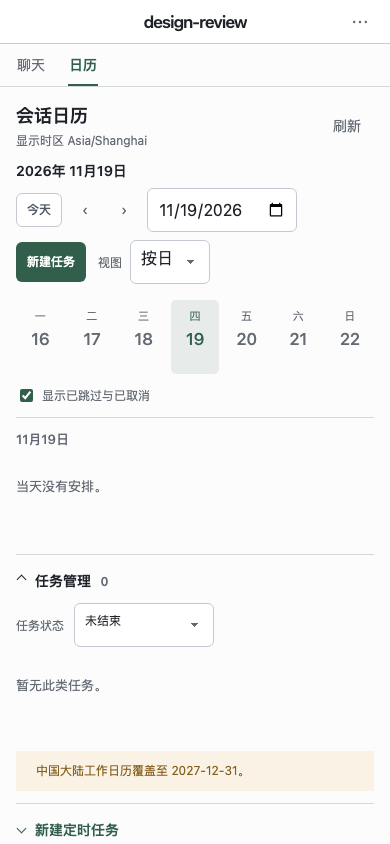 design-review
聊天 日历
会话日历
显示时区 Asia/Shanghai
刷新
2026年 11月19日
今天 ‹ › 11/19/2026
新建任务 视图 按日
一 二 三 四 五 六 日
16 17 18 19 20 21 22
显示已跳过与已取消
11月19日
当天没有安排。
任务管理 0
任务状态 未结束
暂无此类任务。
中国大陆工作日历覆盖至 2027-12-31。
新建定时任务